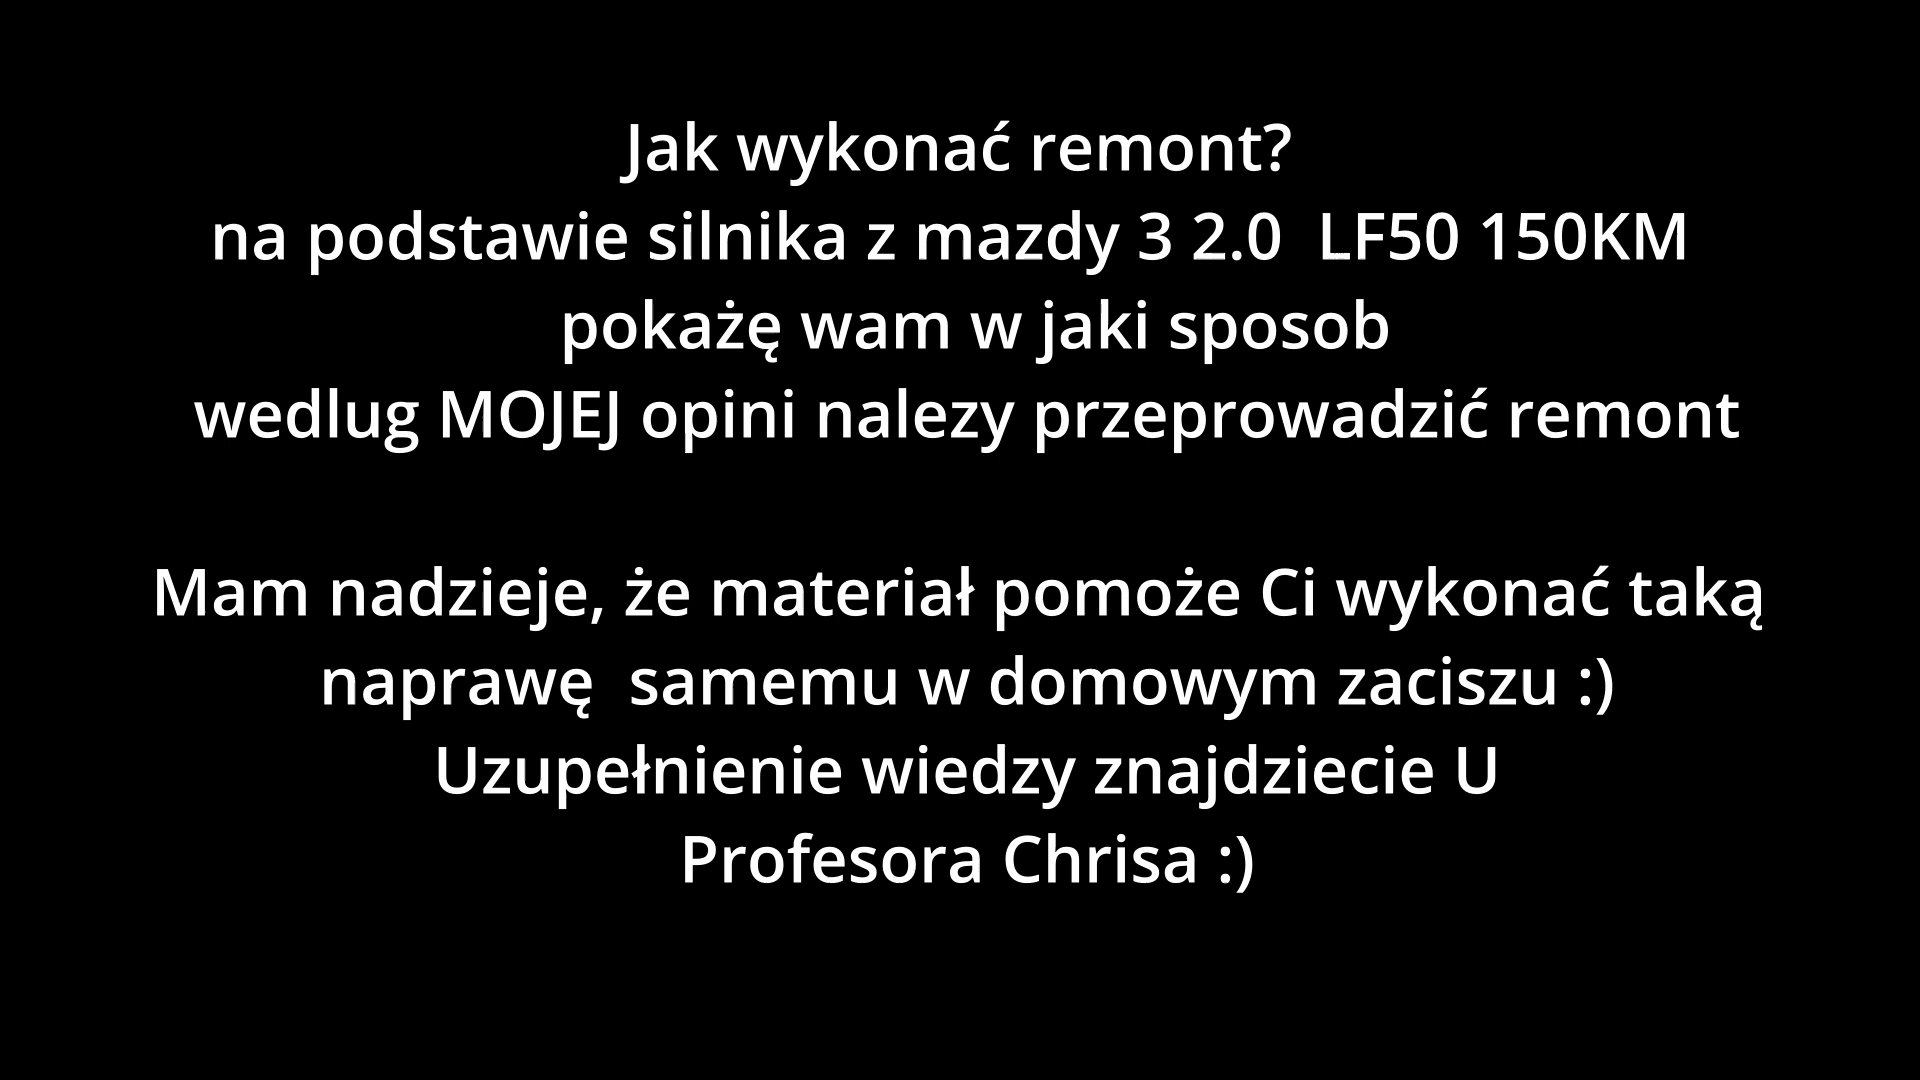 Jak wykonać remont?
na podstawie silnika z mazdy 3 2.0  LF50 150KM
pokażę wam w jaki sposob
wedlug MOJEJ opini nalezy przeprowadzić remont
Mam nadzieje, że materiał pomoże Ci wykonać taką
naprawę  samemu w domowym zaciszu :)
Uzupełnienie wiedzy znajdziecie U
Profesora Chrisa :)